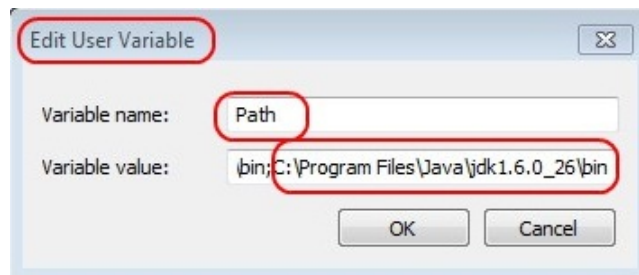 Edit User Variable
Variable name: Path
Variable value: \bin;C:\Program Files\Java\jdk1.6.0_26\bin
OK Cancel